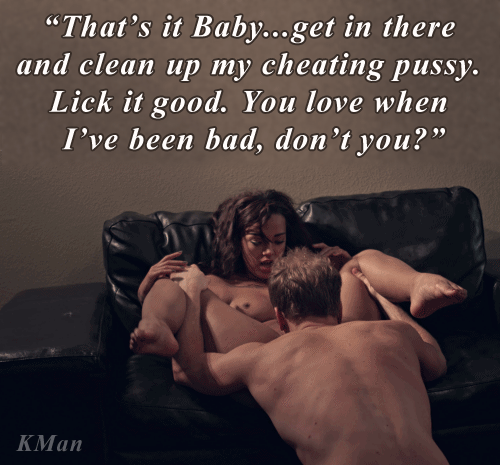 “That’s it Baby...get in there
and clean up my cheating pussy.
Lick it good. You love when
I’ve been bad, don’t you?”
KMan